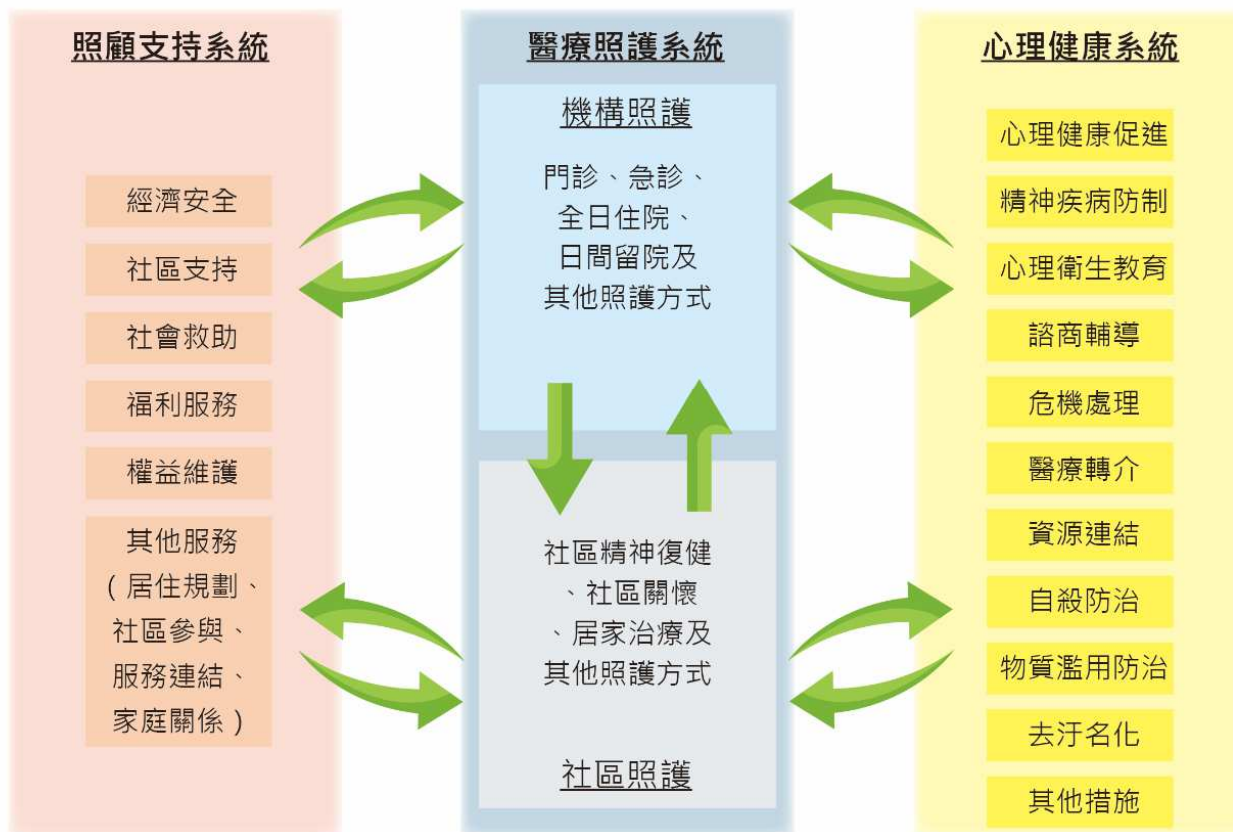 照顧支持系統
經濟安全
社區支持
社會救助
福利服務
權益維護
其他服務
(居住規劃、
社區參與、
服務連結、
家庭關係)
醫療照護系統
機構照護
門診、急診、
全日住院、
日間留院及
其他照護方式
社區精神復健
、社區關懷
、居家治療及
其他照護方式
社區照護
心理健康系統
心理健康促進
精神疾病防制
心理衛生教育
諮商輔導
危機處理
醫療轉介
資源連結
自殺防治
物質濫用防治
去汙名化
其他措施